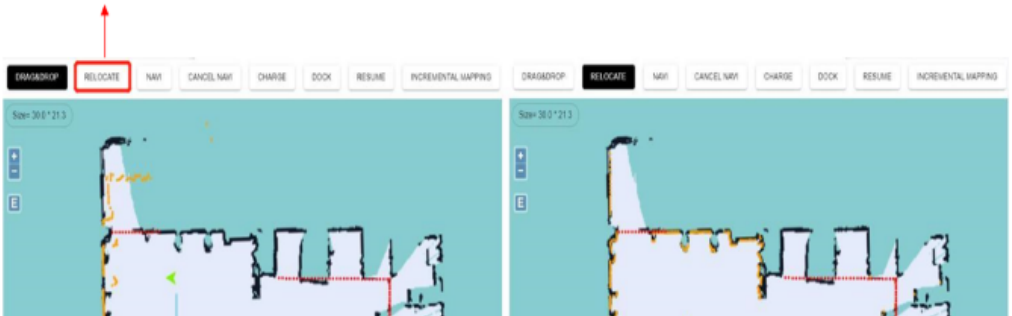 DRAG&DROP RELOCATE NAVI CANCEL NAVI CHARGE DOCK RESUME INCREMENTAL MAPPING
Size= 30.0 * 21.3
+
-
E
DRAG&DROP RELOCATE NAVI CANCEL NAVI CHARGE DOCK RESUME INCREMENTAL MAPPING
Size= 30.0 * 21.3
+
-
E